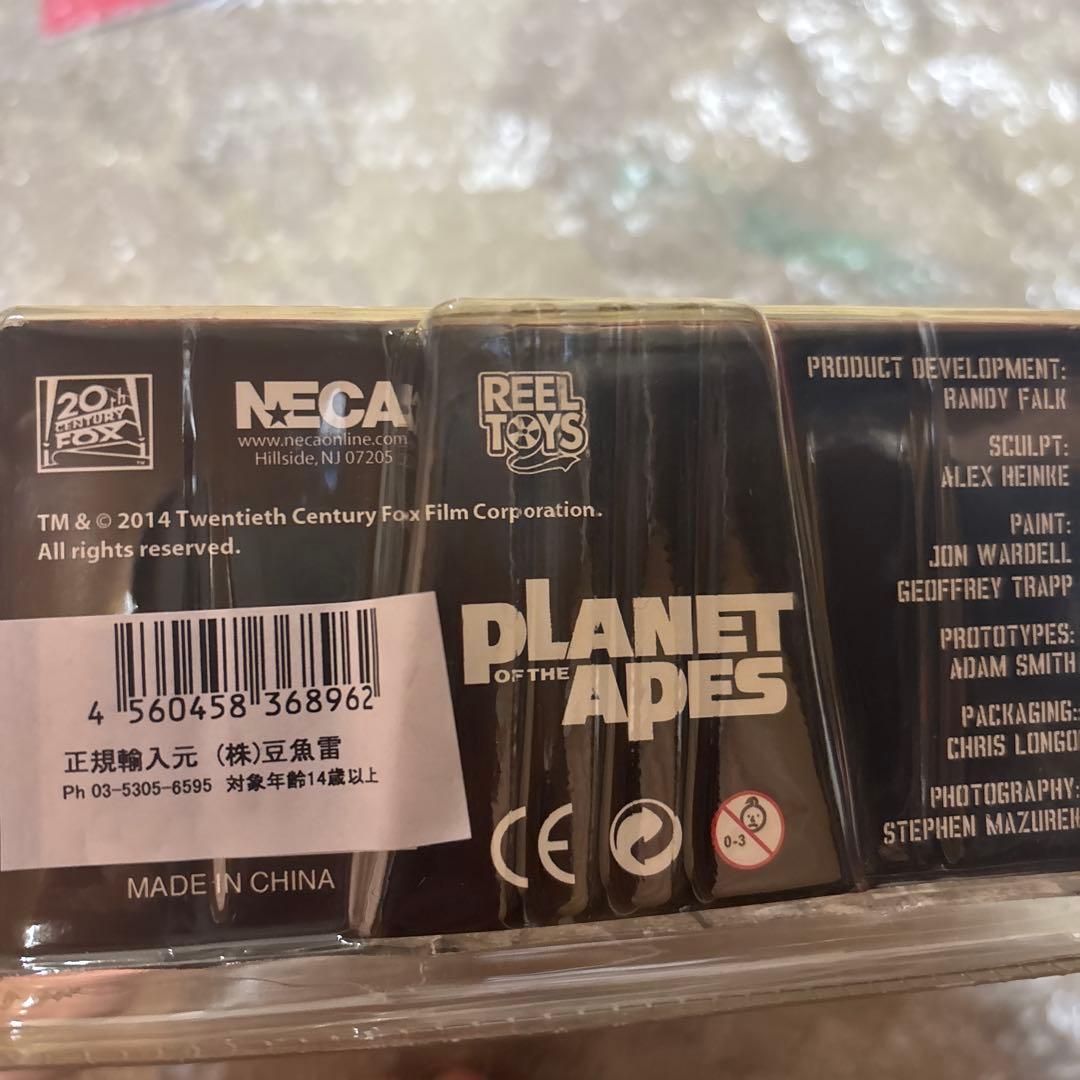 20th
CENTURY
FOX
TM
NECA
www.necaonline.com
Hillside, NJ 07205
REEL
TOYS
TM & © 2014 Twentieth Century Fox Film Corporation.
All rights reserved.
PLANET
OF THE
APES
4 560458 368962
正規輸入元 (株)豆魚雷
Ph 03-5305-6595 対象年齢14歳以上
MADE IN CHINA
CE
0-3
PRODUCT DEVELOPMENT:
RANDY FALK
SCULPT:
ALEX HEINKE
PAINT:
JON WARDELL
GEOFFREY TRAPP
PROTOTYPES:
ADAM SMITH
PACKAGING:
CHRIS LONGO
PHOTOGRAPHY:
STEPHEN MAZUREK